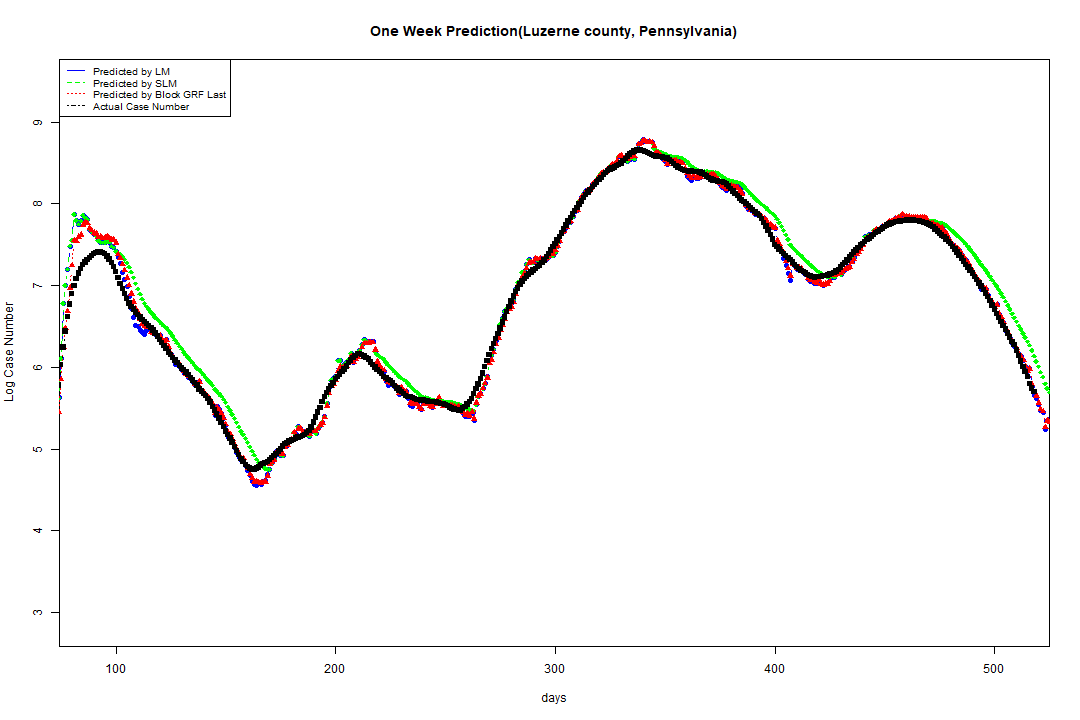 One Week Prediction(Luzerne county, Pennsylvania)
Predicted by LM
Predicted by SLM
Predicted by Block GRF Last
Actual Case Number
9
8
7
6
5
4
3
Log Case Number
100 200 300 400 500
days